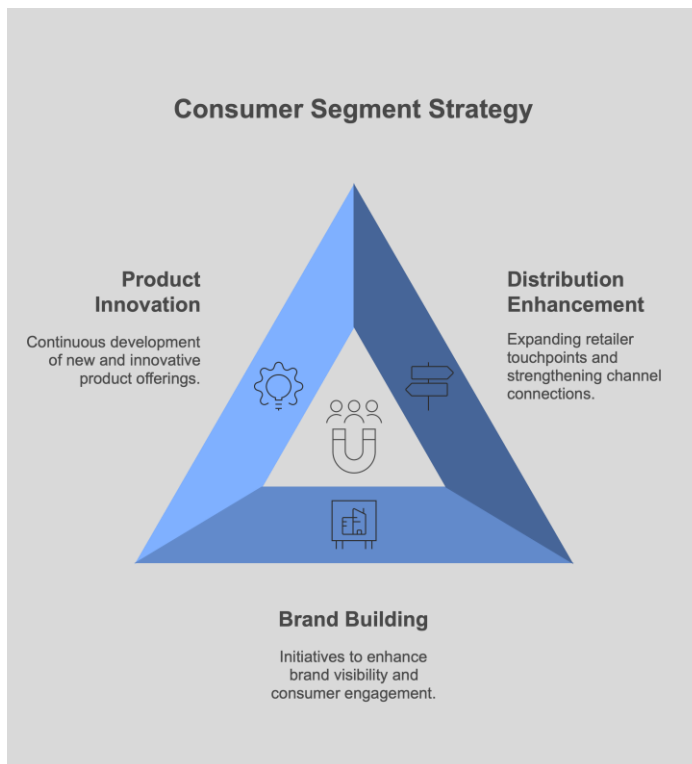 Consumer Segment Strategy
Product
Innovation
Continuous development
of new and innovative
product offerings.
Distribution
Enhancement
Expanding retailer
touchpoints and
strengthening channel
connections.
Brand Building
Initiatives to enhance
brand visibility and
consumer engagement.